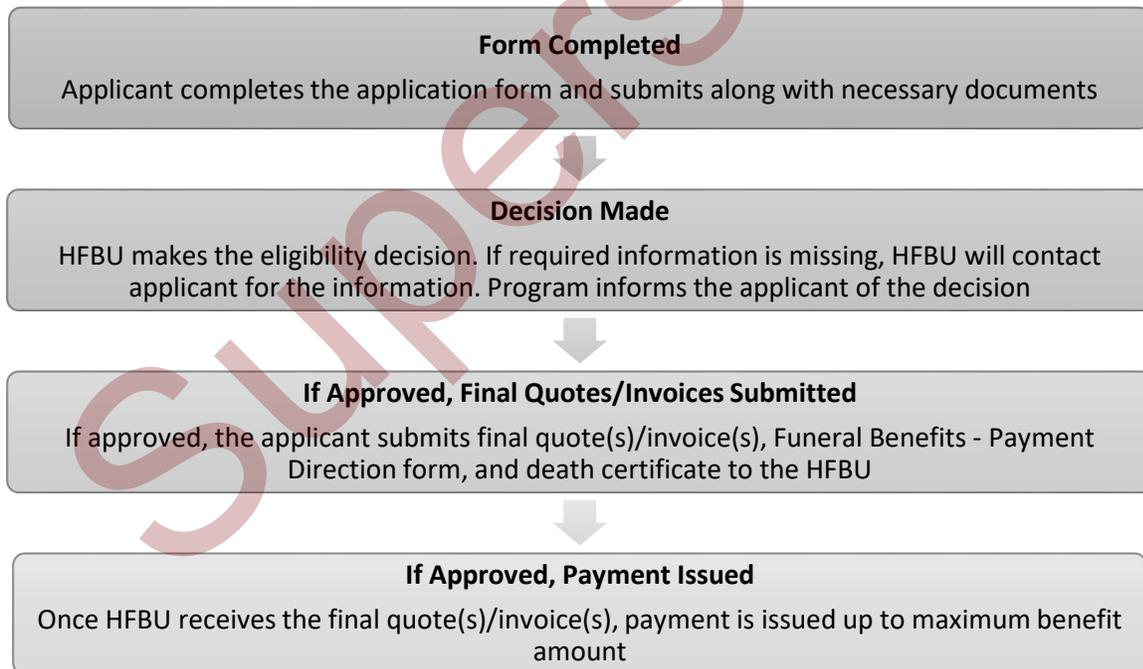 Form Completed
Applicant completes the application form and submits along with necessary documents
Decision Made
HFBU makes the eligibility decision. If required information is missing, HFBU will contact
applicant for the information. Program informs the applicant of the decision
If Approved, Final Quotes/Invoices Submitted
If approved, the applicant submits final quote(s)/invoice(s), Funeral Benefits - Payment
Direction form, and death certificate to the HFBU
If Approved, Payment Issued
Once HFBU receives the final quote(s)/invoice(s), payment is issued up to maximum benefit
amount
Supers